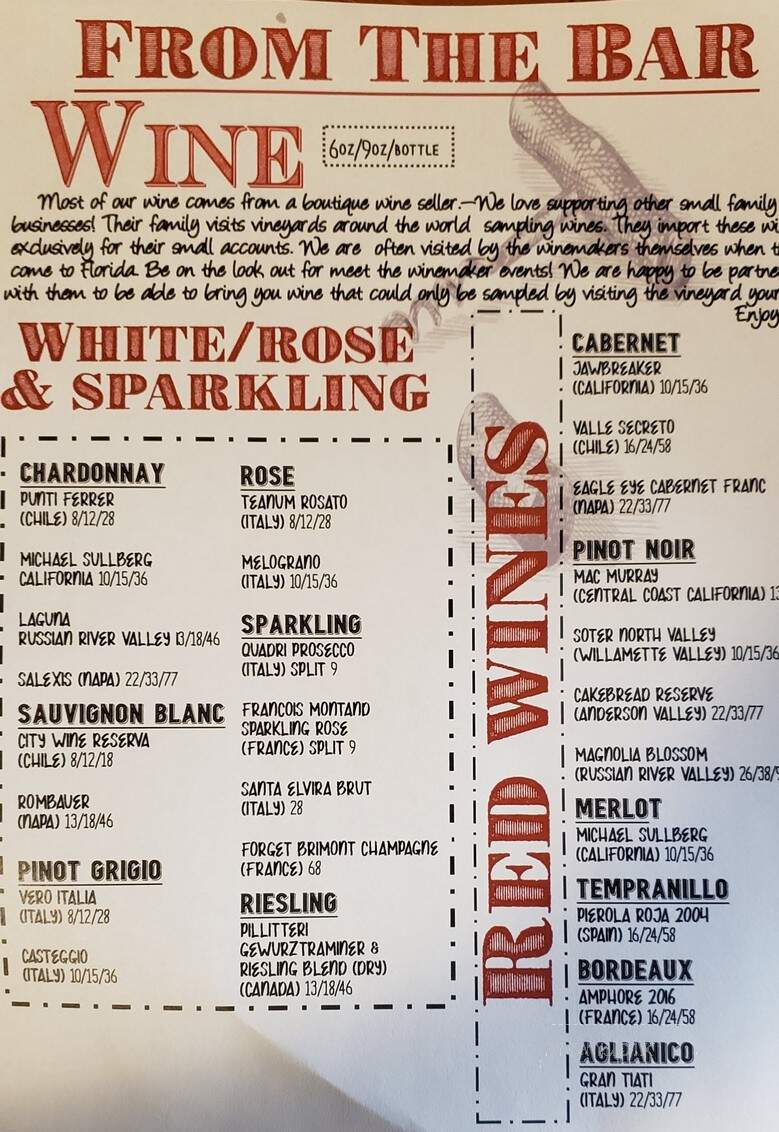 FROM THE BAR
WINE
6OZ/9OZ/BOTTLE
Most of our wine comes from a boutique wine seller.—We love supporting other small family
businesses! Their family visits vineyards around the world sampling wines. They import these wi
exclusively for their small accounts. We are often visited by the winemakers themselves when t
come to Florida. Be on the look out for meet the winemaker events! We are happy to be partne
with them to be able to bring you wine that could only be sampled by visiting the vineyard your
Enjoy
WHITE/ROSE
& SPARKLING
CHARDONNAY
PUNTI FERRER
(CHILE) 8/12/28
MICHAEL SULLBERG
CALIFORNIA 10/15/36
LAGUNA
RUSSIAN RIVER VALLEY 13/18/46
SALEXIS (NAPA) 22/33/77
SAUVIGNON BLANC
CITY WINE RESERVA
(CHILE) 8/12/18
ROMBAUER
(NAPA) 13/18/46
PINOT GRIGIO
VERO ITALIA
(ITALY) 8/12/28
CASTEGGIO
(ITALY) 10/15/36
ROSE
TEANUM ROSATO
(ITALY) 8/12/28
MELOGRANO
(ITALY) 10/15/36
SPARKLING
QUADRI PROSECCO
(ITALY) SPLIT 9
FRANCOIS MONTAND
SPARKLING ROSE
(FRANCE) SPLIT 9
SANTA ELVIRA BRUT
(ITALY) 28
FORGET BRIMONT CHAMPAGNE
(FRANCE) 68
RIESLING
PILLITTERI
GEWURZTRAMINER &
RIESLING BLEND (DRY)
(CANADA) 13/18/46
RED WINES
CABERNET
JAWBREAKER
(CALIFORNIA) 10/15/36
VALLE SECRETO
(CHILE) 16/24/58
EAGLE EYE CABERNET FRANC
(NAPA) 22/33/77
PINOT NOIR
MAC MURRAY
(CENTRAL COAST CALIFORNIA) 13
SOTER NORTH VALLEY
(WILLAMETTE VALLEY) 10/15/36
CAKEBREAD RESERVE
(ANDERSON VALLEY) 22/33/77
MAGNOLIA BLOSSOM
(RUSSIAN RIVER VALLEY) 26/38/9
MERLOT
MICHAEL SULLBERG
(CALIFORNIA) 10/15/36
TEMPRANILLO
PIEROLA ROJA 2004
(SPAIN) 16/24/58
BORDEAUX
AMPHORE 2016
(FRANCE) 16/24/58
AGLIANICO
GRAN TIATI
(ITALY) 22/33/77